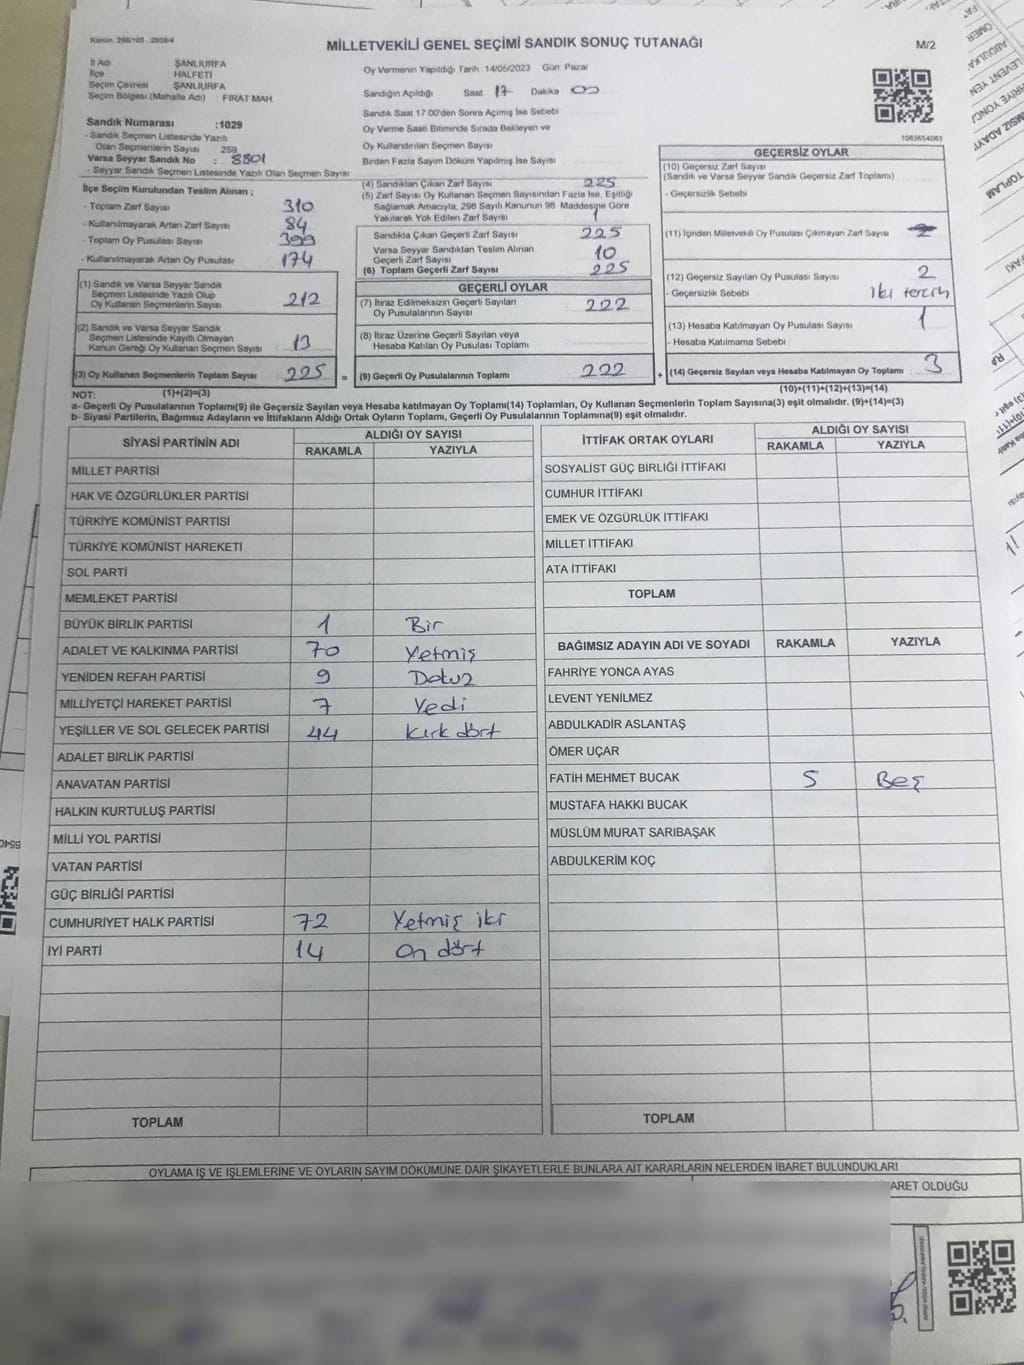 Kanun. 298/105 . 2839/4
MİLLETVEKİLİ GENEL SEÇİMİ SANDIK SONUÇ TUTANAĞI
M/2
İl Adı ŞANLIURFA
İlçe HALFETİ
Seçim Çevresi ŞANLIURFA
Seçim Bölgesi (Mahalle Adı) : FIRAT MAH.
Oy Vermenin Yapıldığı Tarih 14/05/2023 Gün: Pazar
Sandığın Açıldığı Saat 17 Dakika 00
Sandık Saat 17.00'den Sonra Açımış İse Sebebi
Oy Verme Saati Bitiminde Sırada Bekleyen ve
Oy Kullandırılan Seçmen Sayısı
Birden Fazla Sayım Döküm Yapılmış İse Sayısı
Sandık Numarası :1029
- Sandık Seçmen Listesinde Yazılı
Olan Seçmenlerin Sayısı 259
Varsa Seyyar Sandık No : 8801
- Seyyar Sandık Seçmen Listesinde Yazılı Olan Seçmen Sayısı
İlçe Seçim Kurulundan Teslim Alınan ;
- Toplam Zarf Sayısı 310
- Kullanılmayarak Artan Zarf Sayısı 84
- Toplam Oy Pusulası Sayısı 399
- Kullanılmayarak Artan Oy Pusulası 174
(1) Sandık ve Varsa Seyyar Sandık
Seçmen Listesinde Yazılı Olup
Oy Kullanan Seçmenlerin Sayısı 212
(2) Sandık ve Varsa Seyyar Sandık
Seçmen Listesinde Kayıtlı Olmayan
Kanun Gereği Oy Kullanan Seçmen Sayısı 13
(3) Oy Kullanan Seçmenlerin Toplam Sayısı : 225 =
(4) Sandıktan Çıkan Zarf Sayısı 225
(5) Zarf Sayısı Oy Kullanan Seçmen Sayısından Fazla İse, Eşitliği
Sağlamak Amacıyla, 298 Sayılı Kanunun 98. Maddesine Göre
Yakılarak Yok Edilen Zarf Sayısı
Sandıkta Çıkan Geçerli Zarf Sayısı 225
Varsa Seyyar Sandıktan Teslim Alınan
Geçerli Zarf Sayısı 10
(6) Toplam Geçerli Zarf Sayısı 225
GEÇERLİ OYLAR
(7) İtiraz Edilmeksizin Geçerli Sayılan
Oy Pusulalarının Sayısı 222
(8) İtiraz Üzerine Geçerli Sayılan veya
Hesaba Katılan Oy Pusulası Toplamı
(9) Geçerli Oy Pusulalarının Toplamı 222 +
1083654083
GEÇERSİZ OYLAR
(10) Geçersiz Zarf Sayısı
(Sandık ve Varsa Seyyar Sandık Zarf Toplamı)
- Geçersizlik Sebebi
(11) İçinden Milletvekili Oy Pusulası Çıkmayan Zarf Sayısı
(12) Geçersiz Sayılan Oy Pusulası Sayısı 2
- Geçersizlik Sebebi iki tercih
(13) Hesaba Katılmayan Oy Pusulası Sayısı 1
- Hesaba Katılmama Sebebi
(14) Geçersiz Sayılan veya Hesaba Katılmayan Oy Toplamı : 3
NOT: (1)+(2)=(3) (10)+(11)+(12)+(13)=(14)
a- Geçerli Oy Pusulalarının Toplamı(9) ile Geçersiz Sayılan veya Hesaba katılmayan Oy Toplamı(14) Toplamları, Oy Kullanan Seçmenlerin Toplam Sayısına(3) eşit olmalıdır. (9)+(14)=(3)
b- Siyasi Partilerin, Bağımsız Adayların ve İttifakların Aldığı Ortak Oyların Toplamı, Geçerli Oy Pusulalarının Toplamına(9) eşit olmalıdır.
SİYASİ PARTİNİN ADI ALDIĞI OY SAYISI
RAKAMLA YAZIYLA
MİLLET PARTİSİ
HAK VE ÖZGÜRLÜKLER PARTİSİ
TÜRKİYE KOMÜNİST PARTİSİ
TÜRKİYE KOMÜNİST HAREKETİ
SOL PARTİ
MEMLEKET PARTİSİ
BÜYÜK BİRLİK PARTİSİ 1 Bir
ADALET VE KALKINMA PARTİSİ 70 Yetmiş
YENİDEN REFAH PARTİSİ 9 Dokuz
MİLLİYETÇİ HAREKET PARTİSİ 7 Yedi
YEŞİLLER VE SOL GELECEK PARTİSİ 44 Kırk dört
ADALET BİRLİK PARTİSİ
ANAVATAN PARTİSİ
HALKIN KURTULUŞ PARTİSİ
MİLLİ YOL PARTİSİ
VATAN PARTİSİ
GÜÇ BİRLİĞİ PARTİSİ
CUMHURİYET HALK PARTİSİ 72 Yetmiş iki
İYİ PARTİ 14 On dört
TOPLAM
İTTİFAK ORTAK OYLARI ALDIĞI OY SAYISI
RAKAMLA YAZIYLA
SOSYALİST GÜÇ BİRLİĞİ İTTİFAKI
CUMHUR İTTİFAKI
EMEK VE ÖZGÜRLÜK İTTİFAKI
MİLLET İTTİFAKI
ATA İTTİFAKI
TOPLAM
BAĞIMSIZ ADAYIN ADI VE SOYADI RAKAMLA YAZIYLA
FAHRİYE YONCA AYAS
LEVENT YENİLMEZ
ABDULKADİR ASLANTAŞ
ÖMER UÇAR
FATİH MEHMET BUCAK 5 Beş
MUSTAFA HAKKI BUCAK
MÜSLÜM MURAT SARIBAŞAK
ABDULKERİM KOÇ
TOPLAM
OYLAMA İŞ VE İŞLEMLERİNE VE OYLARIN SAYIM DÖKÜMÜNE DAİR ŞİKAYETLERLE BUNLARA AİT KARARLARIN NELERDEN İBARET BULUNDUKLARI
ARET OLDUĞU